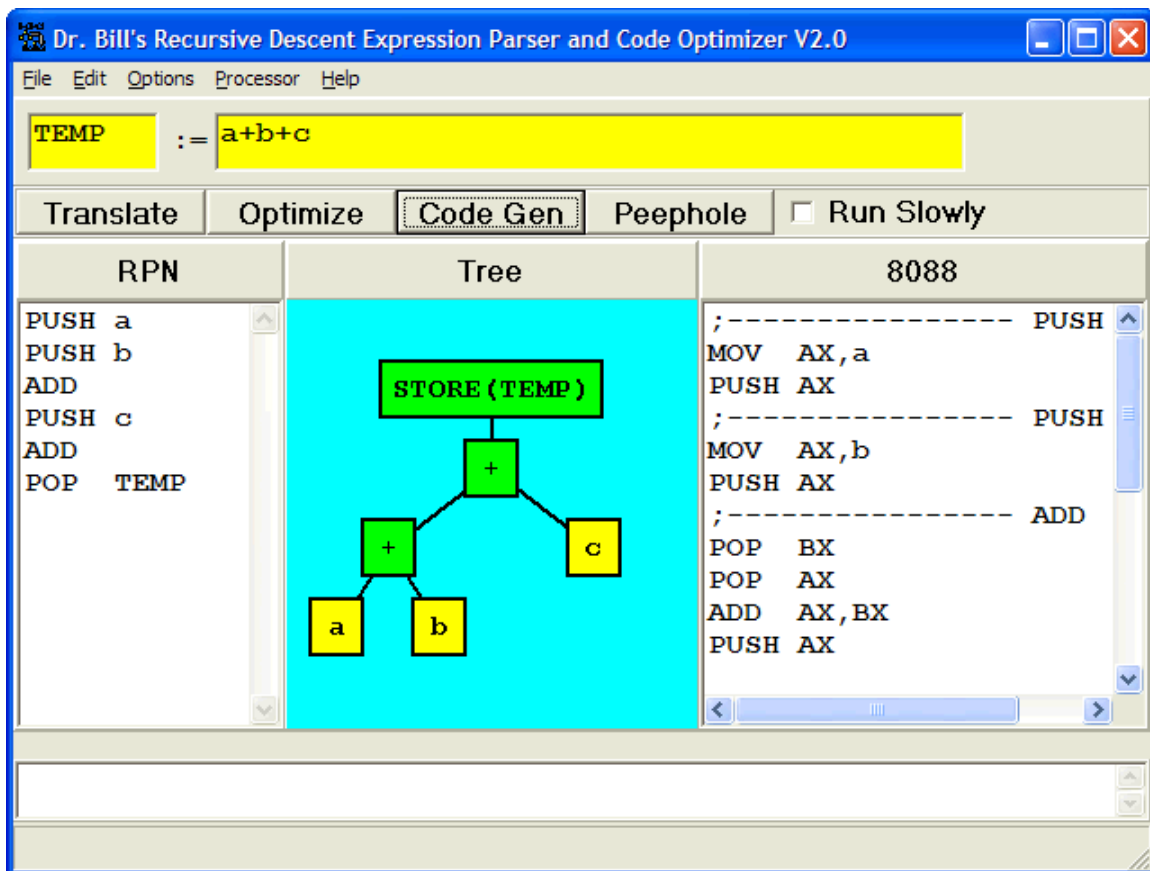 Dr. Bill's Recursive Descent Expression Parser and Code Optimizer V2.0
File Edit Options Processor Help
TEMP := a+b+c
Translate Optimize Code Gen Peephole Run Slowly
RPN Tree 8088
PUSH a
PUSH b
ADD
PUSH c
ADD
POP TEMP
STORE(TEMP)
+
+ c
a b
;---------------- PUSH
MOV AX,a
PUSH AX
;---------------- PUSH
MOV AX,b
PUSH AX
;---------------- ADD
POP BX
POP AX
ADD AX,BX
PUSH AX